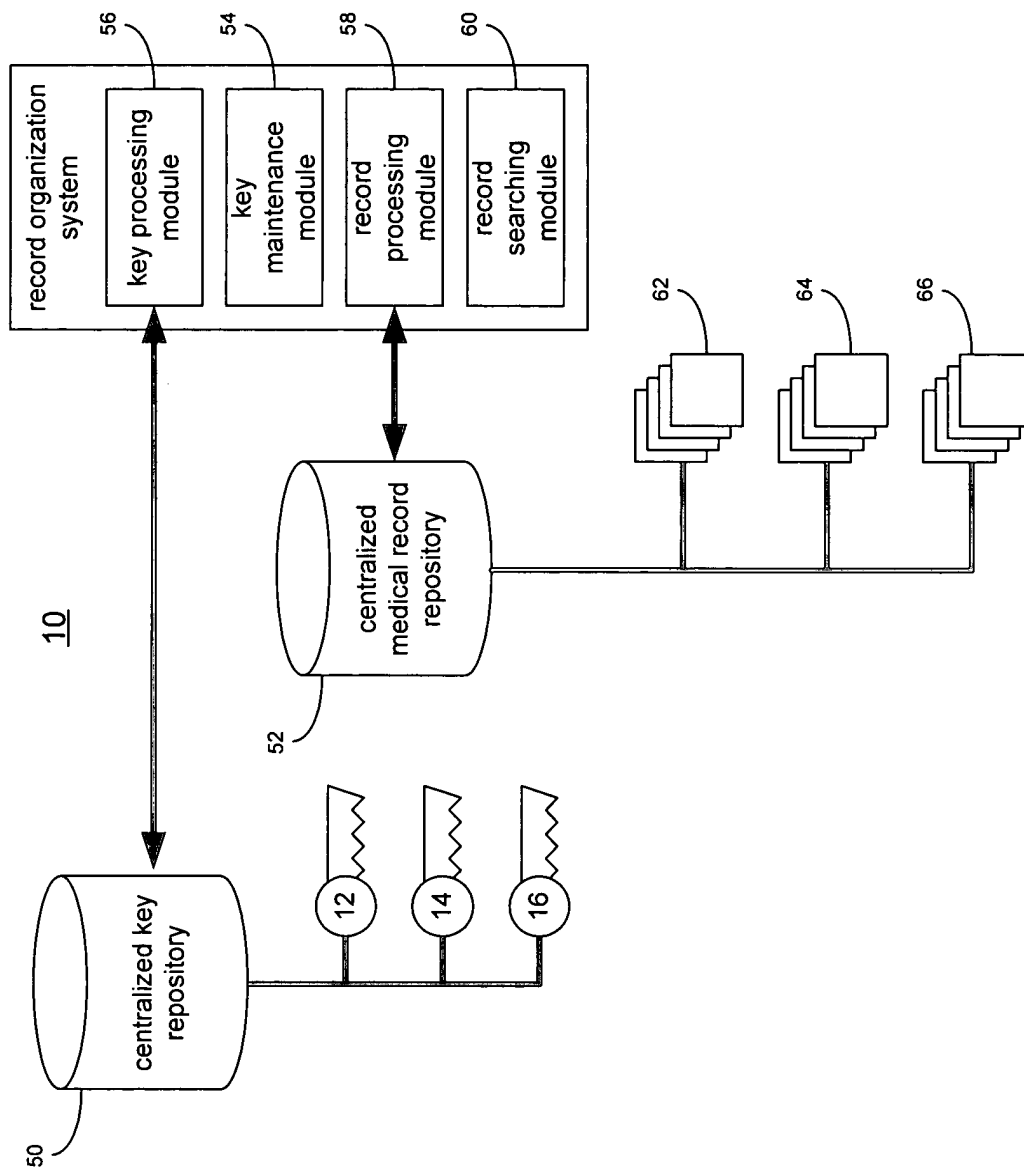 10
50
centralized key
repository
12
14
16
52
centralized
medical record
repository
62
64
66
record organization
system
key processing
module
56
key
maintenance
module
54
record
processing
module
58
record
searching
module
60